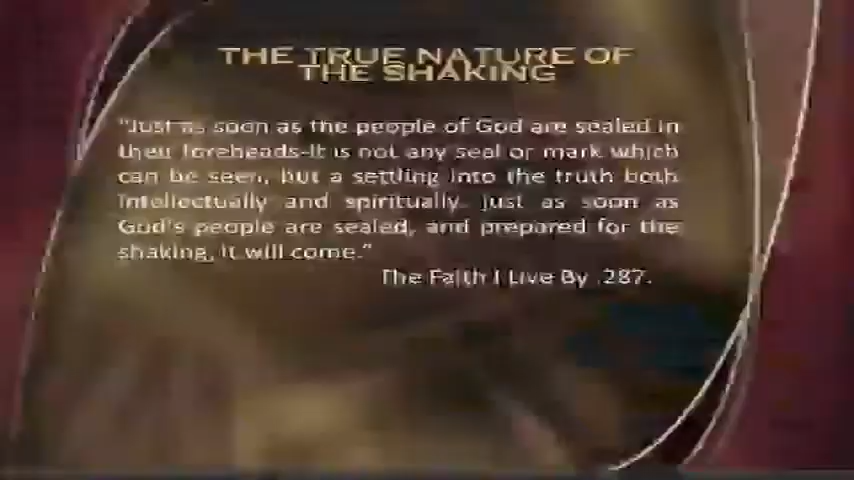 THE TRUE NATURE OF
THE SHAKING
"Just as soon as the people of God are sealed in
their foreheads-it is not any seal or mark which
can be seen, but a settling into the truth both
intellectually and spiritually. just as soon as
God's people are sealed, and prepared for the
shaking, it will come."
The Faith I Live By .287.